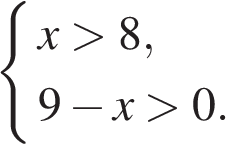 x > 8,
9 − x > 0.